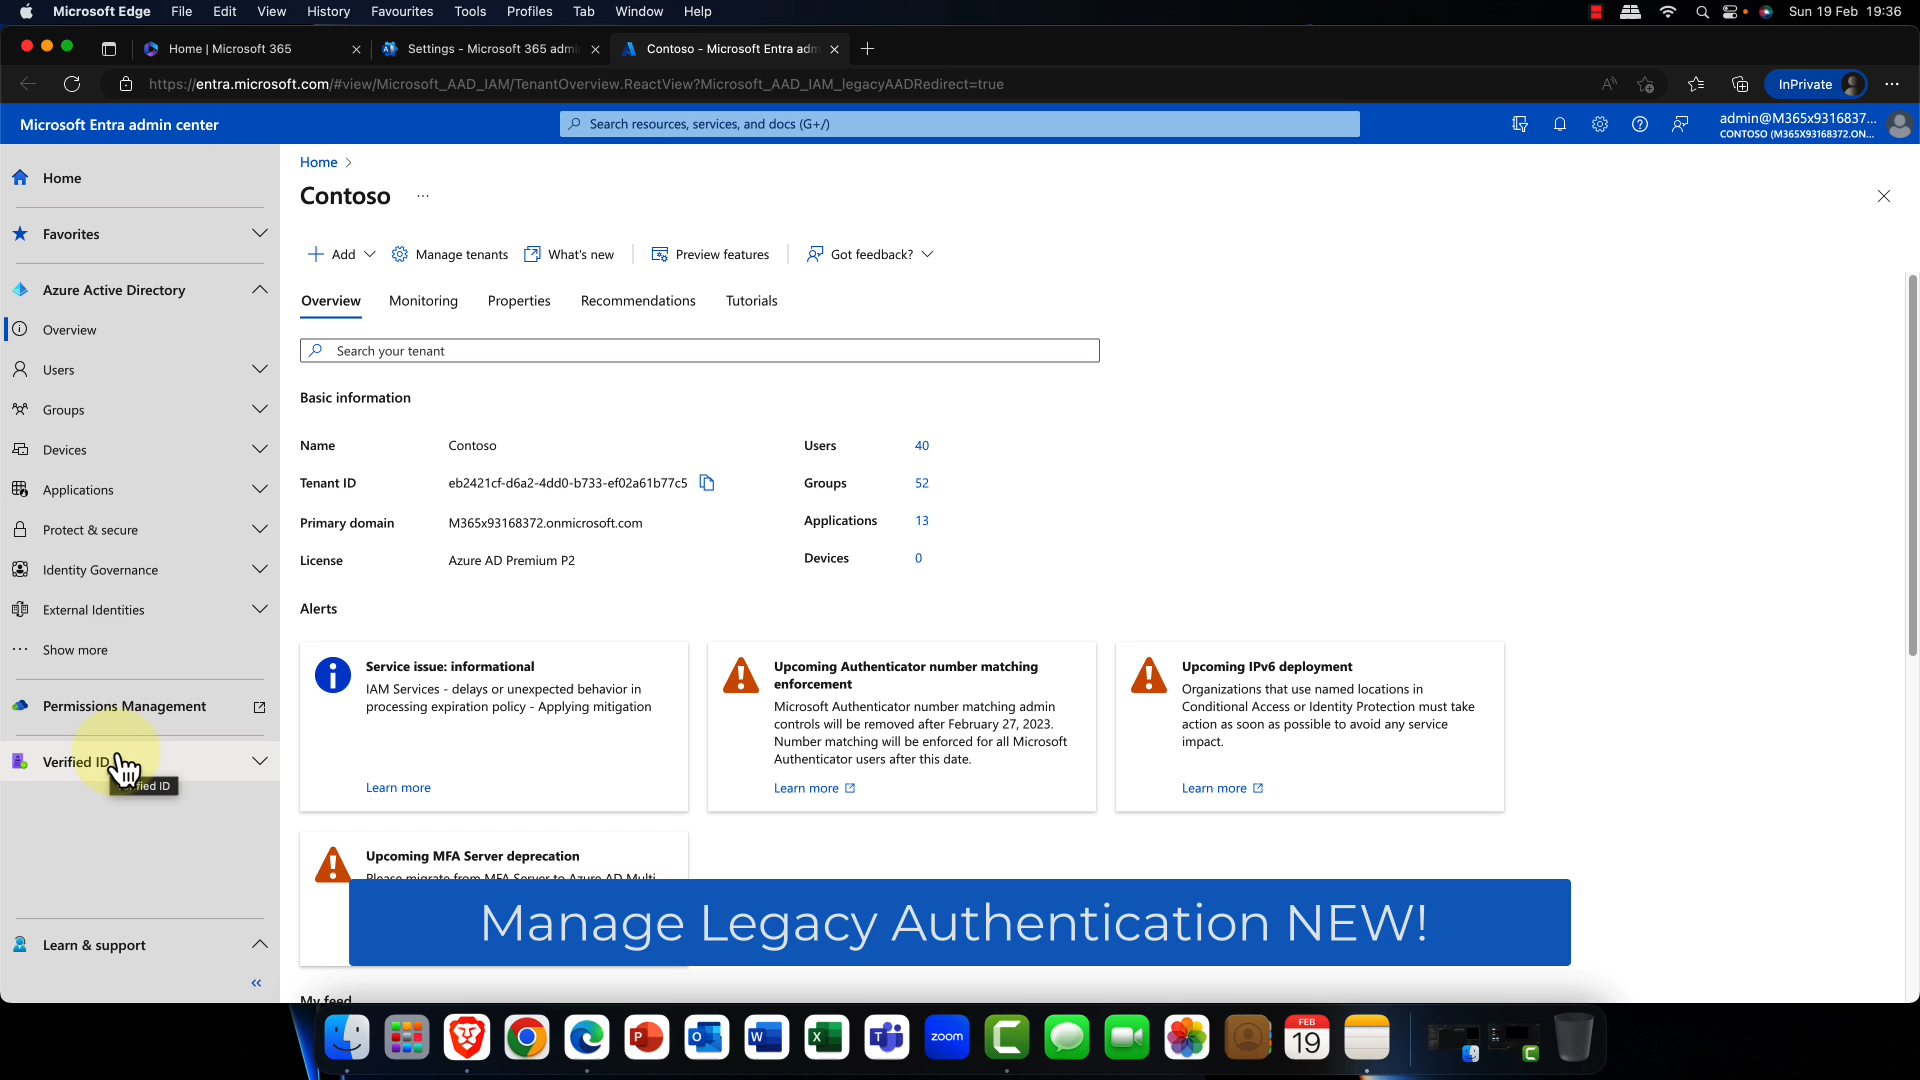 Microsoft Edge File Edit View History Favourites Tools Profiles Tab Window Help Sun 19 Feb 19:36
Home | Microsoft 365 Settings - Microsoft 365 admi Contoso - Microsoft Entra adm
https://entra.microsoft.com/#view/Microsoft_AAD_IAM/TenantOverview.ReactView?Microsoft_AAD_IAM_legacyAADRedirect=true InPrivate
Microsoft Entra admin center
Search resources, services, and docs (G+/)
admin@M365x9316837...
CONTOSO (M365X93168372.ON...
Home
Favorites
Azure Active Directory
Overview
Users
Groups
Devices
Applications
Protect & secure
Identity Governance
External Identities
Show more
Permissions Management
Verified ID
Learn & support
Home
Contoso
Add Manage tenants What's new Preview features Got feedback?
Overview Monitoring Properties Recommendations Tutorials
Search your tenant
Basic information
Name Contoso Users 40
Tenant ID eb2421cf-d6a2-4dd0-b733-ef02a61b77c5 Groups 52
Primary domain M365x93168372.onmicrosoft.com Applications 13
License Azure AD Premium P2 Devices 0
Alerts
Service issue: informational
IAM Services - delays or unexpected behavior in
processing expiration policy - Applying mitigation
Learn more
Upcoming Authenticator number matching
enforcement
Microsoft Authenticator number matching admin
controls will be removed after February 27, 2023.
Number matching will be enforced for all Microsoft
Authenticator users after this date.
Learn more
Upcoming IPv6 deployment
Organizations that use named locations in
Conditional Access or Identity Protection must take
action as soon as possible to avoid any service
impact.
Learn more
Upcoming MFA Server deprecation
Please migrate from MFA Server to Azure AD Multi
Manage Legacy Authentication NEW!
My feed
zoom
FEB
19